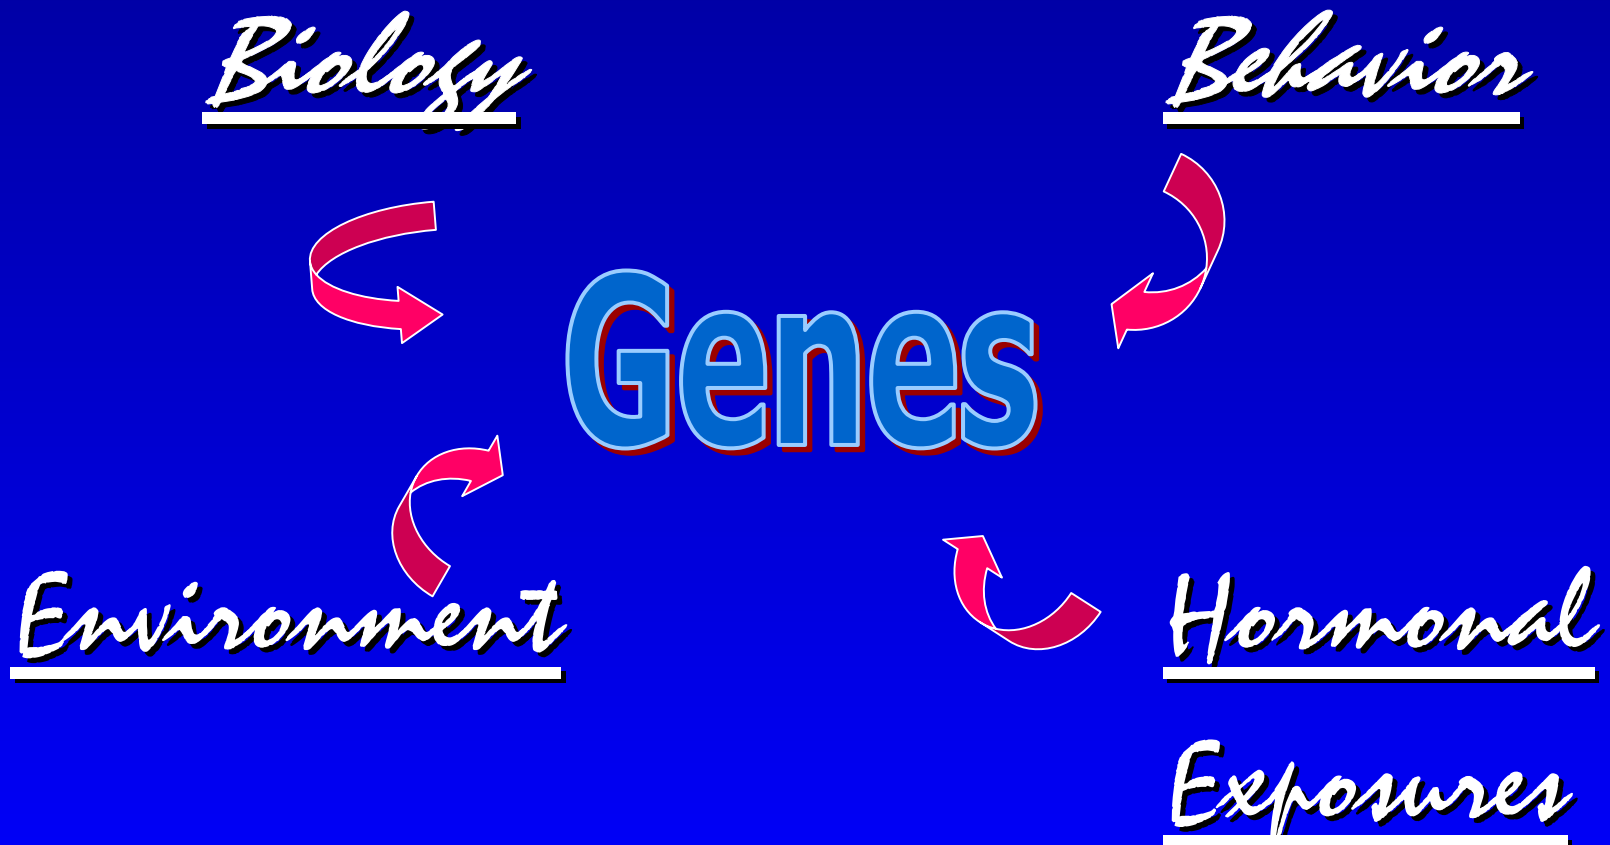 Biology
Behavior
Genes
Environment
Hormonal
Exposures